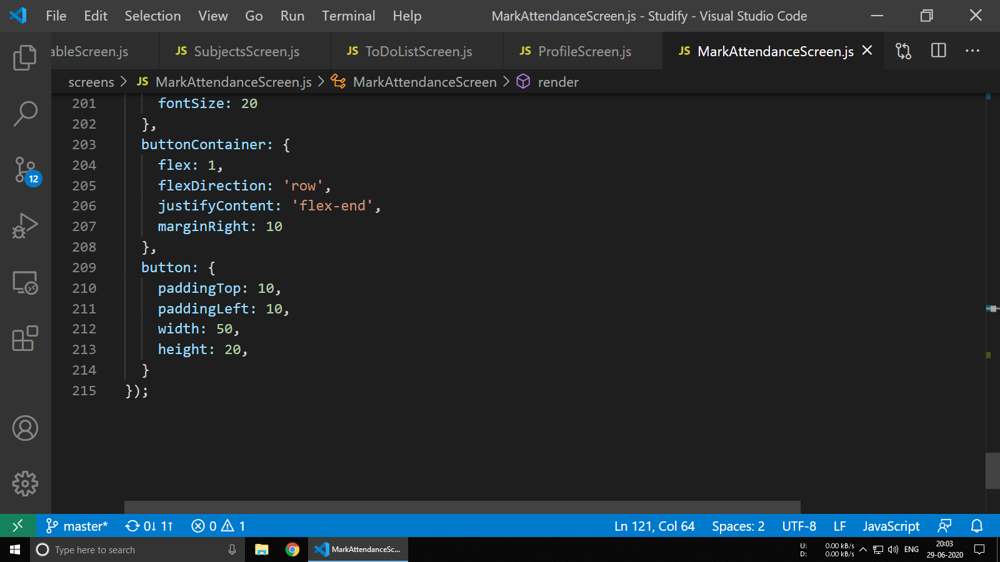 File Edit Selection View Go Run Terminal Help MarkAttendanceScreen.js - Studify - Visual Studio Code
ableScreen.js JS SubjectsScreen.js JS ToDoListScreen.js JS ProfileScreen.js JS MarkAttendanceScreen.js
screens > JS MarkAttendanceScreen.js > MarkAttendanceScreen > render
201 fontSize: 20
202 },
203 buttonContainer: {
204 flex: 1,
205 flexDirection: 'row',
206 justifyContent: 'flex-end',
207 marginRight: 10
208 },
209 button: {
210 paddingTop: 10,
211 paddingLeft: 10,
212 width: 50,
213 height: 20,
214 }
215 });
12
master* 0↓ 1↑ 0 1 Ln 121, Col 64 Spaces: 2 UTF-8 LF JavaScript
Type here to search MarkAttendanceSc... U: 0.00 kB/s ENG 20:03
D: 0.00 kB/s 29-06-2020